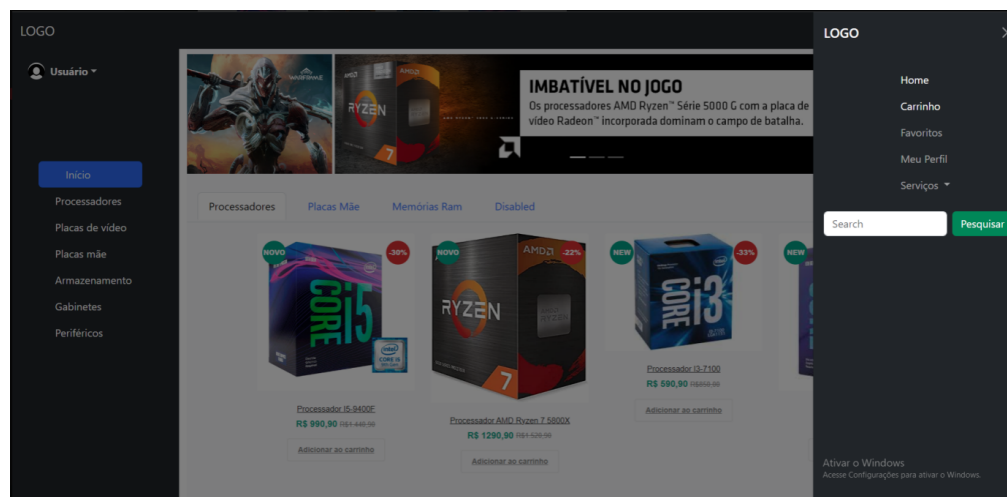 LOGO
Usuário
Início
Processadores
Placas de vídeo
Placas mãe
Armazenamento
Gabinetes
Periféricos
WARFRAME
AMD
RYZEN
7
IMBATÍVEL NO JOGO
Os processadores AMD Ryzen™ Série 5000 G com a placa de
vídeo Radeon™ incorporada dominam o campo de batalha.
Processadores
Placas Mãe
Memórias Ram
Disabled
NOVO
-30%
CORE i5
intel
CORE i5
Processador I5-9400F
R$ 990,90
Adicionar ao carrinho
NOVO
-22%
AMD
RYZEN
7
Processador AMD Ryzen 7 5800X
R$ 1290,90
Adicionar ao carrinho
NEW
-33%
CORE i3
Processador I3-7100
R$ 590,90
Adicionar ao carrinho
NEW
LOGO
Home
Carrinho
Favoritos
Meu Perfil
Serviços
Search
Pesquisar
Ativar o Windows
Acesse Configurações para ativar o Windows.